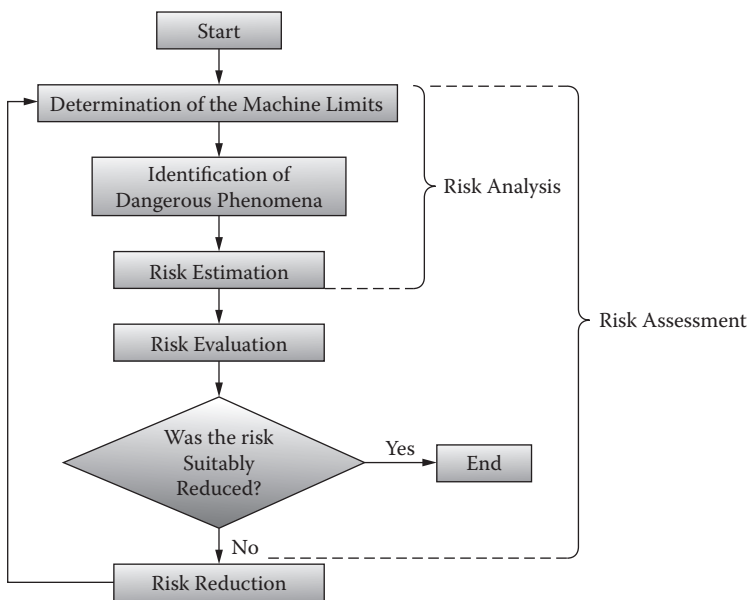 Start
Determination of the Machine Limits
Identification of
Dangerous Phenomena
Risk Analysis
Risk Estimation
Risk Assessment
Risk Evaluation
Was the risk
Suitably
Reduced?
Yes
End
No
Risk Reduction